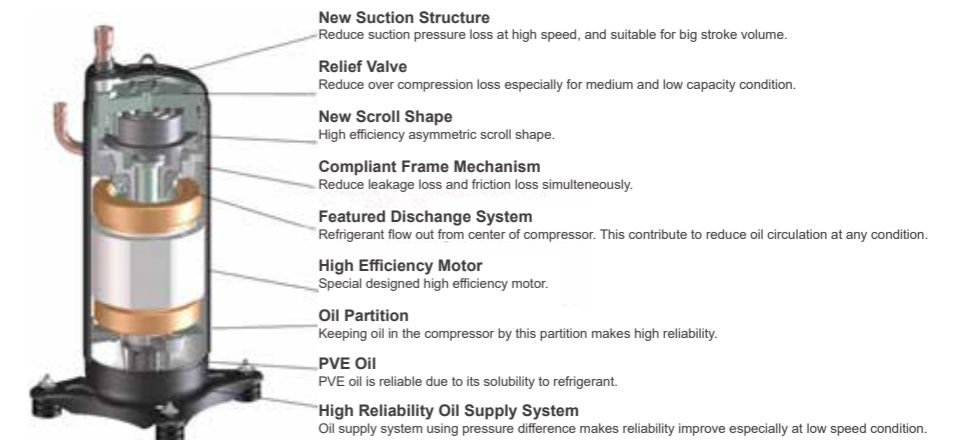 New Suction Structure
Reduce suction pressure loss at high speed, and suitable for big stroke volume.
Relief Valve
Reduce over compression loss especially for medium and low capacity condition.
New Scroll Shape
High efficiency asymmetric scroll shape.
Compliant Frame Mechanism
Reduce leakage loss and friction loss simulteneously.
Featured Dischange System
Refrigerant flow out from center of compressor. This contribute to reduce oil circulation at any condition.
High Efficiency Motor
Special designed high efficiency motor.
Oil Partition
Keeping oil in the compressor by this partition makes high reliability.
PVE Oil
PVE oil is reliable due to its solubility to refrigerant.
High Reliability Oil Supply System
Oil supply system using pressure difference makes reliability improve especially at low speed condition.